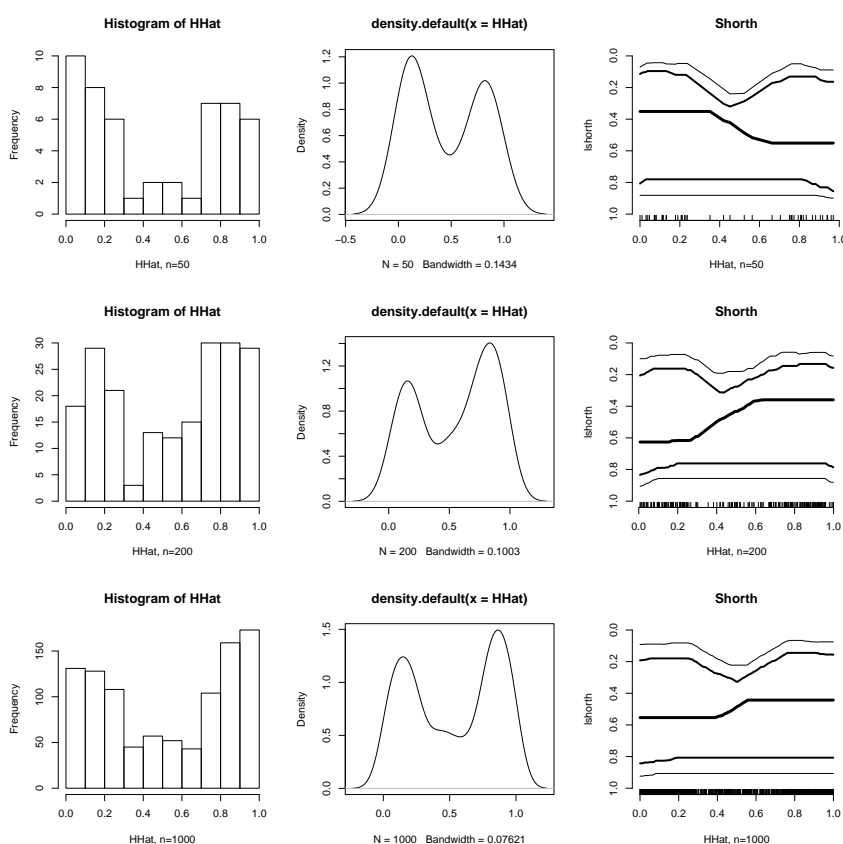 Histogram of HHat
Frequency
0 2 4 6 8 10
0.0 0.2 0.4 0.6 0.8 1.0
HHat, n=50
density.default(x = HHat)
Density
0.0 0.2 0.4 0.6 0.8 1.0 1.2
−0.5 0.0 0.5 1.0
N = 50 Bandwidth = 0.1434
Shorth
lshorth
1.0 0.8 0.6 0.4 0.2 0.0
0.0 0.2 0.4 0.6 0.8 1.0
HHat, n=50
Histogram of HHat
Frequency
0 5 10 15 20 25 30
0.0 0.2 0.4 0.6 0.8 1.0
HHat, n=200
density.default(x = HHat)
Density
0.0 0.4 0.8 1.2
0.0 0.5 1.0
N = 200 Bandwidth = 0.1003
Shorth
lshorth
1.0 0.8 0.6 0.4 0.2 0.0
0.0 0.2 0.4 0.6 0.8 1.0
HHat, n=200
Histogram of HHat
Frequency
0 50 100 150
0.0 0.2 0.4 0.6 0.8 1.0
HHat, n=1000
density.default(x = HHat)
Density
0.0 0.5 1.0 1.5
0.0 0.5 1.0
N = 1000 Bandwidth = 0.07621
Shorth
lshorth
1.0 0.8 0.6 0.4 0.2 0.0
0.0 0.2 0.4 0.6 0.8 1.0
HHat, n=1000